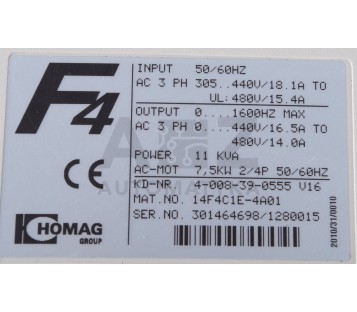 F4
INPUT 50/60HZ
AC 3 PH 305..440V/18.1A TO
UL:480V/15.4A
OUTPUT 0....1600HZ MAX
AC 3 PH 0....440V/16.5A TO
480V/14.0A
POWER 11 KVA
AC-MOT 7,5KW 2/4P 50/60HZ
KD-NR. 4-008-39-0555 V16
MAT.NO. 14F4C1E-4A01
SER.NO. 301464698/1280015
CE
HOMAG
GROUP
2010/31/0010